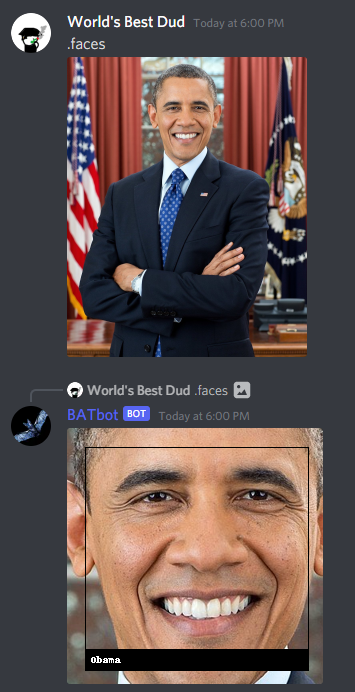 World's Best Dud Today at 6:00 PM
.faces
World's Best Dud .faces
BATbot BOT Today at 6:00 PM
Obama